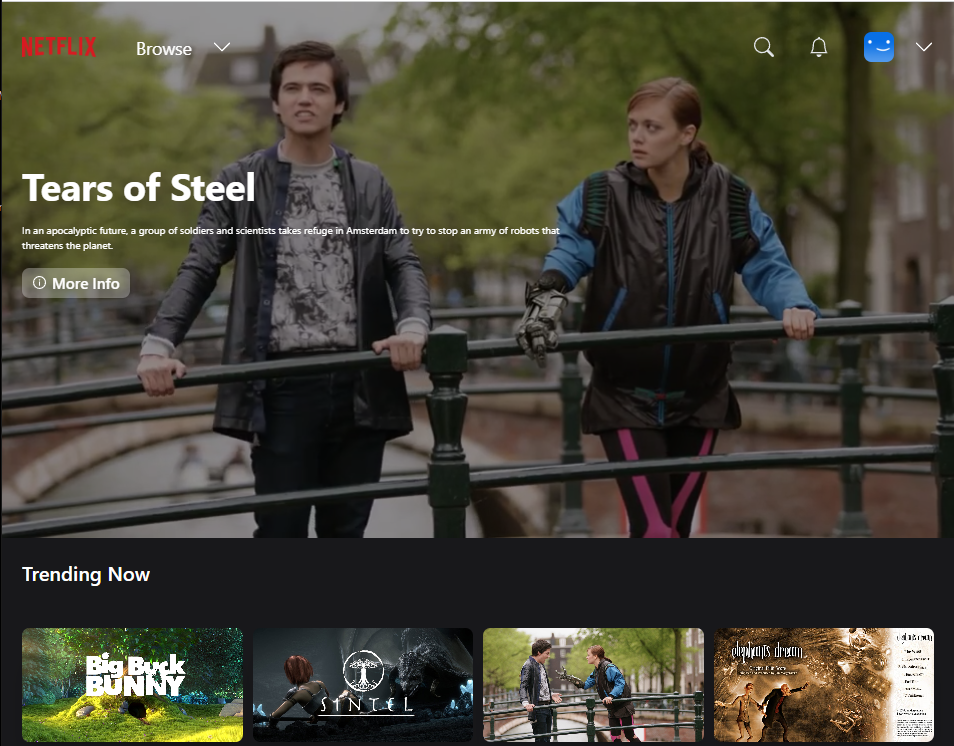 NETFLIX
Browse
Tears of Steel
In an apocalyptic future, a group of soldiers and scientists takes refuge in Amsterdam to try to stop an army of robots that
threatens the planet.
More Info
Trending Now
Big Buck
BUNNY
SINTEL
elephants dream